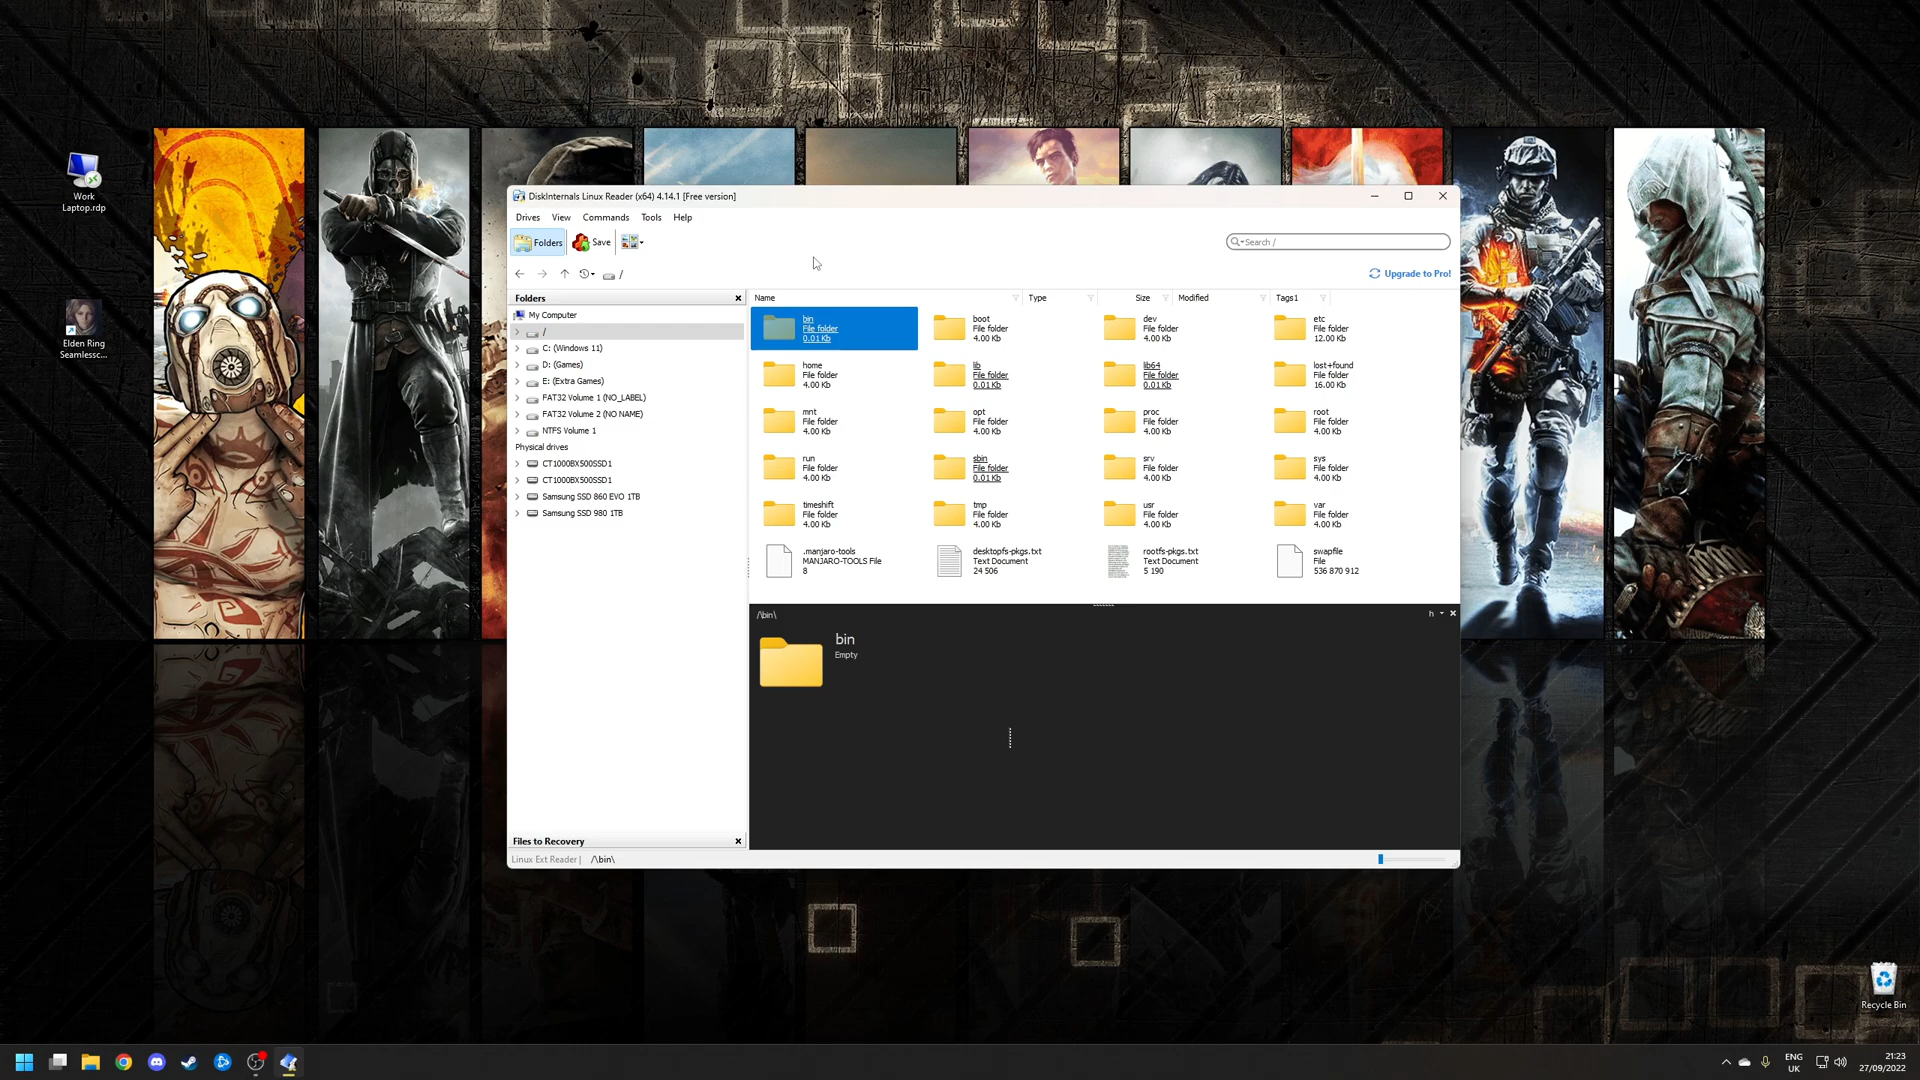 Work
Laptop.rdp
Elden Ring
Seamlessc...
DiskInternals Linux Reader (x64) 4.14.1 [Free version]
Drives View Commands Tools Help
Folders Save
Search /
/
Upgrade to Pro!
Folders
My Computer
/
C: (Windows 11)
D: (Games)
E: (Extra Games)
FAT32 Volume 1 (NO_LABEL)
FAT32 Volume 2 (NO NAME)
NTFS Volume 1
Physical drives
CT1000BX500SSD1
CT1000BX500SSD1
Samsung SSD 860 EVO 1TB
Samsung SSD 980 1TB
Files to Recovery
Name Type Size Modified Tags1
bin
File folder
0.01 Kb
boot
File folder
4.00 Kb
dev
File folder
4.00 Kb
etc
File folder
12.00 Kb
home
File folder
4.00 Kb
lib
File folder
0.01 Kb
lib64
File folder
0.01 Kb
lost+found
File folder
16.00 Kb
mnt
File folder
4.00 Kb
opt
File folder
4.00 Kb
proc
File folder
4.00 Kb
root
File folder
4.00 Kb
run
File folder
4.00 Kb
sbin
File folder
0.01 Kb
srv
File folder
4.00 Kb
sys
File folder
4.00 Kb
timeshift
File folder
4.00 Kb
tmp
File folder
4.00 Kb
usr
File folder
4.00 Kb
var
File folder
4.00 Kb
.manjaro-tools
MANJARO-TOOLS File
8
desktopfs-pkgs.txt
Text Document
24 506
rootfs-pkgs.txt
Text Document
5 190
swapfile
File
536 870 912
/\bin\
h
bin
Empty
Linux Ext Reader | /\bin\
Recycle Bin
ENG
UK
21:23
27/09/2022